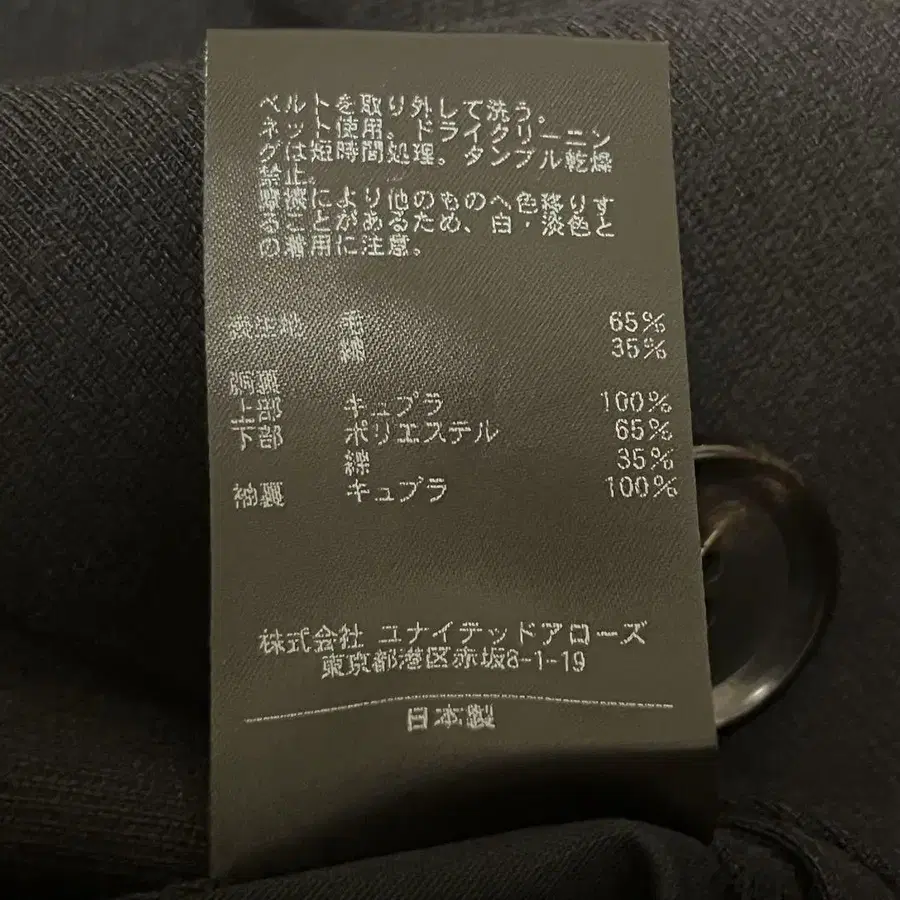 ベルトを取り外して洗う。
ネット使用。ドライクリーニン
グは短時間処理。タンブル乾燥
禁止。
摩擦により他のものへ色移りす
ることがあるため、白・淡色と
の着用に注意。
表生地 毛 65%
綿 35%
胴裏
上部 キュプラ 100%
下部 ポリエステル 65%
綿 35%
袖裏 キュプラ 100%
株式会社 ユナイテッドアローズ
東京都港区赤坂8-1-19
日本製